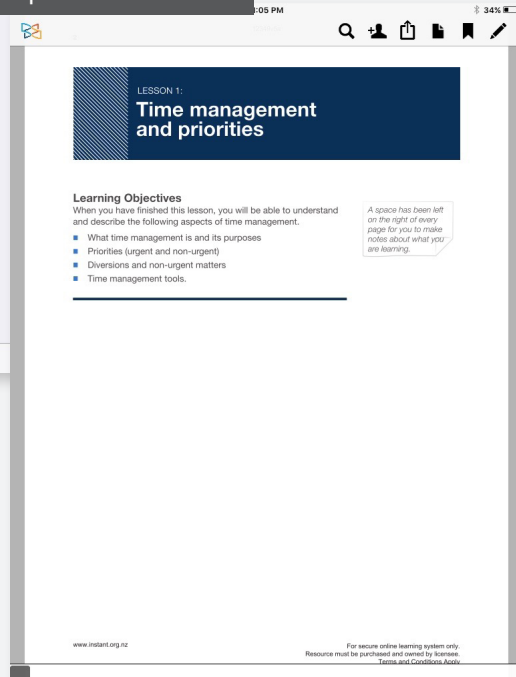 :05 PM
34%
LESSON 1:
Time management
and priorities
Learning Objectives
When you have finished this lesson, you will be able to understand
and describe the following aspects of time management.
What time management is and its purposes
Priorities (urgent and non-urgent)
Diversions and non-urgent matters
Time management tools.
A space has been left
on the right of every
page for you to make
notes about what you
are learning.
www.instant.org.nz
For secure online learning system only.
Resource must be purchased and owned by licensee.
Terms and Conditions Apply